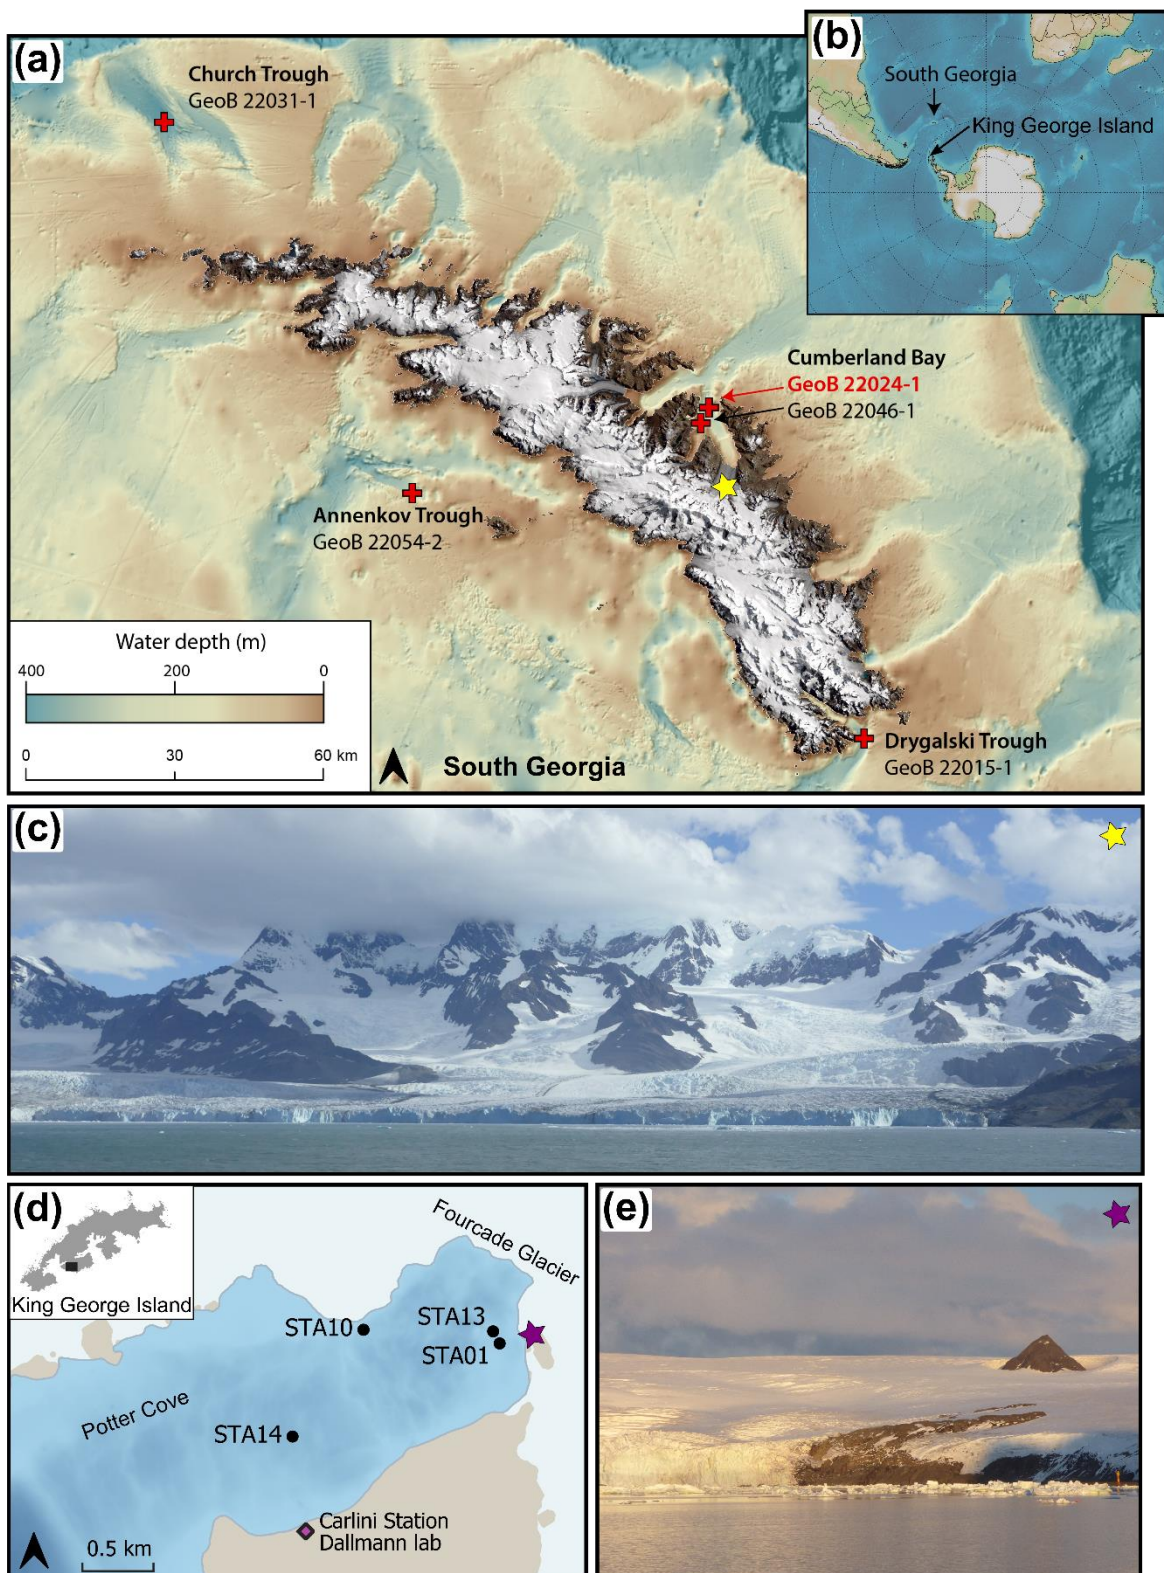 (a)
Church Trough
GeoB 22031-1
Cumberland Bay
GeoB 22024-1
GeoB 22046-1
Annenkov Trough
GeoB 22054-2
Drygalski Trough
GeoB 22015-1
Water depth (m)
400 200 0
0 30 60 km
South Georgia
(b)
South Georgia
King George Island
(c)
(d)
King George Island
Fourcade Glacier
STA10
STA13
STA01
Potter Cove
STA14
Carlini Station
Dallmann lab
0.5 km
(e)